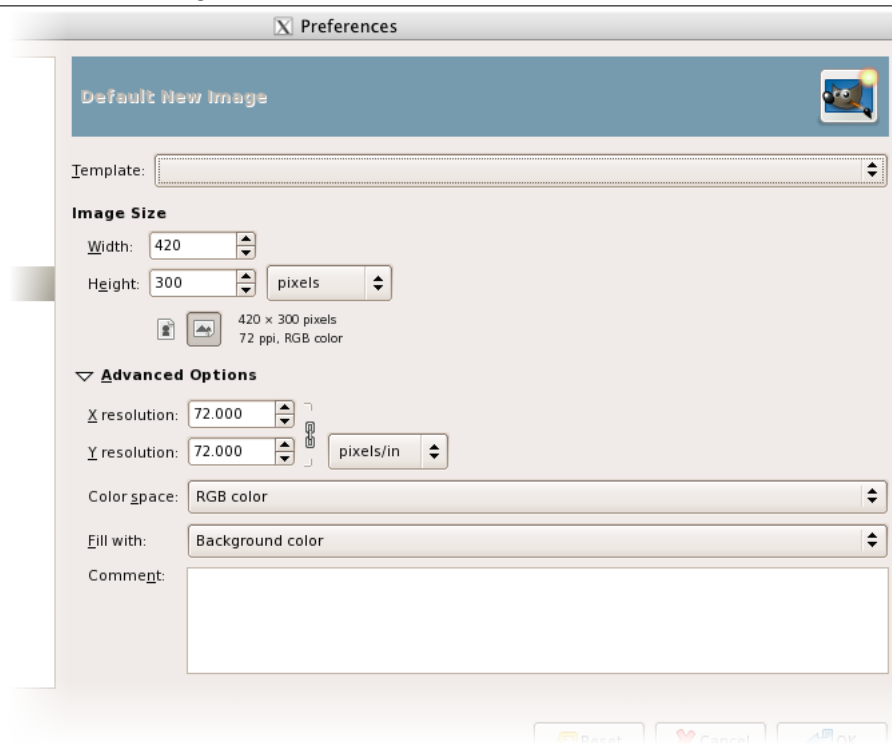 Preferences
Default New Image
Template:
Image Size
Width: 420
Height: 300 pixels
420 × 300 pixels
72 ppi, RGB color
Advanced Options
X resolution: 72.000
Y resolution: 72.000 pixels/in
Color space: RGB color
Fill with: Background color
Comment:
Reset Cancel OK